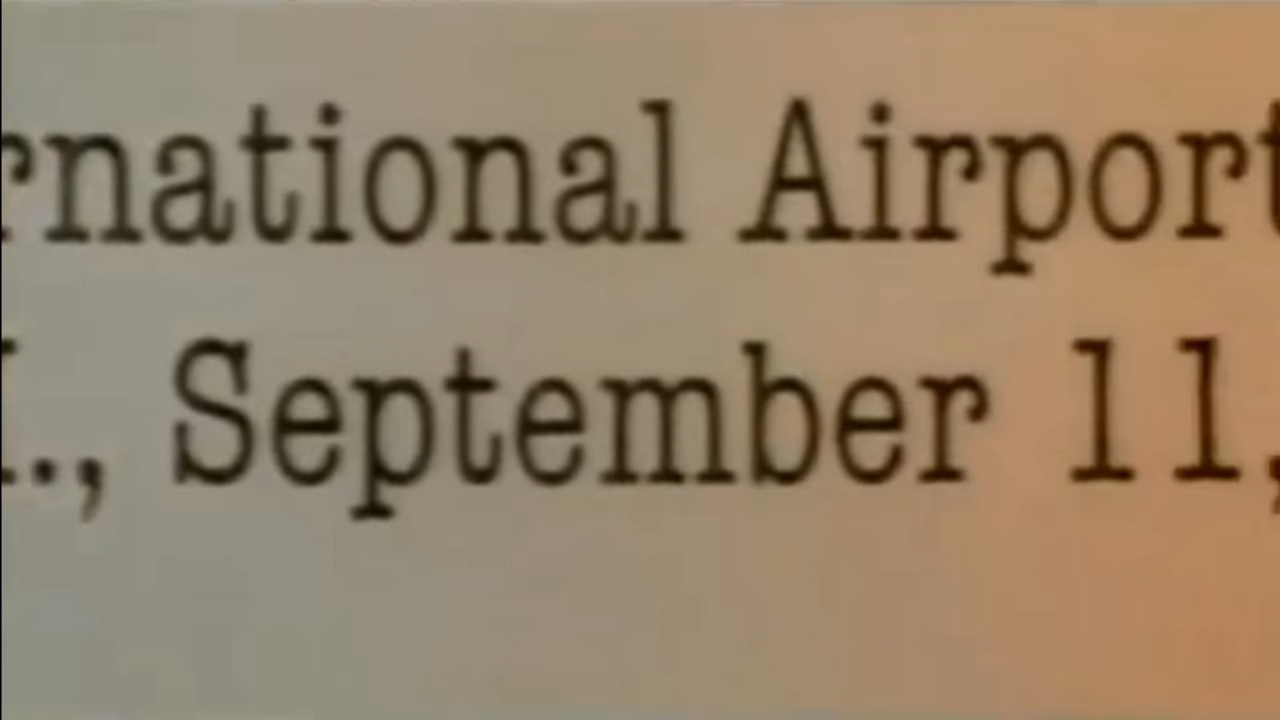 rnational Airport
., September 11,